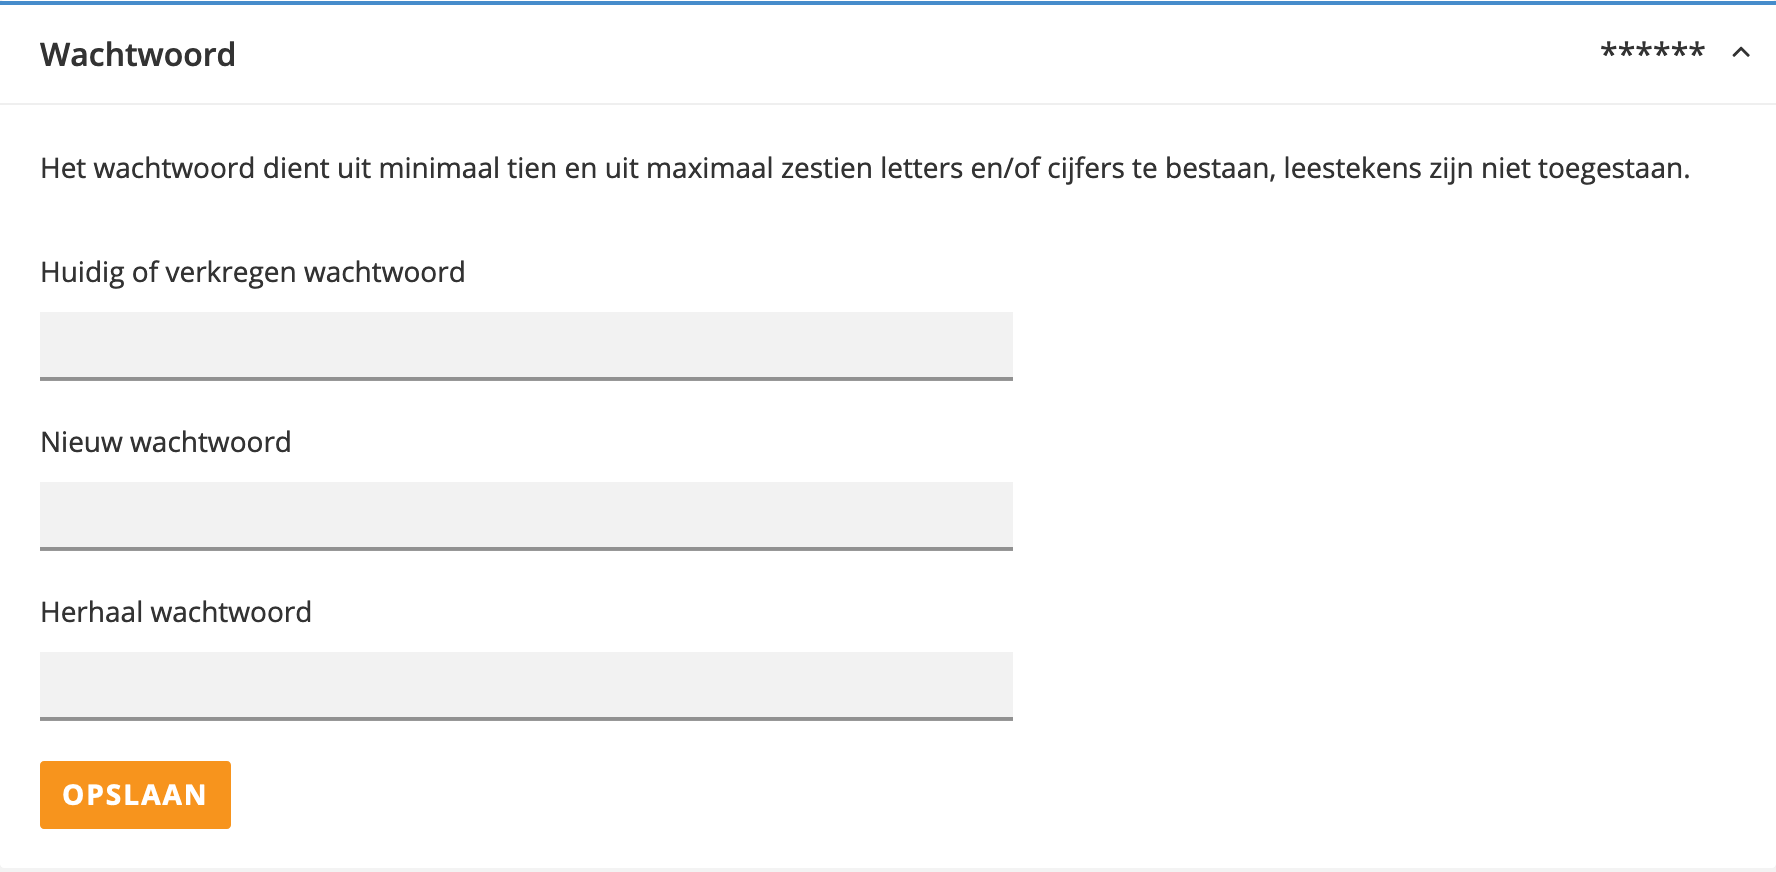 Wachtwoord ******
Het wachtwoord dient uit minimaal tien en uit maximaal zestien letters en/of cijfers te bestaan, leestekens zijn niet toegestaan.
Huidig of verkregen wachtwoord
Nieuw wachtwoord
Herhaal wachtwoord
OPSLAAN